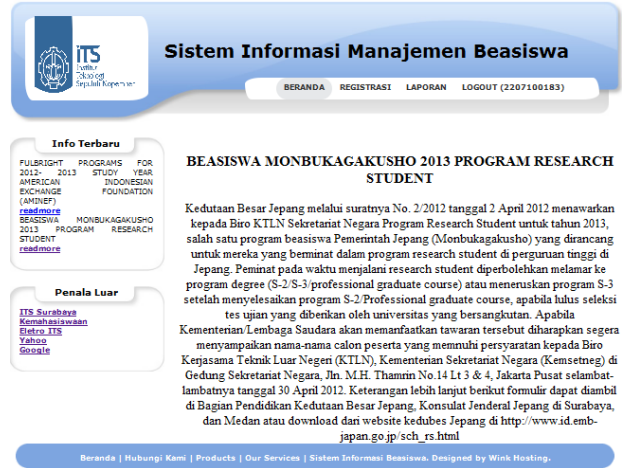 ITS
Institut
Teknologi
Sepuluh Nopember
Sistem Informasi Manajemen Beasiswa
BERANDA REGISTRASI LAPORAN LOGOUT (2207100183)
Info Terbaru
FULBRIGHT PROGRAMS FOR
2012- 2013 STUDY YEAR
AMERICAN INDONESIAN
EXCHANGE FOUNDATION
(AMINEF)
readmore
BEASISWA MONBUKAGAKUSHO
2013 PROGRAM RESEARCH
STUDENT
readmore
Penala Luar
ITS Surabaya
Kemahasiswaan
Eletro ITS
Yahoo
Google
BEASISWA MONBUKAGAKUSHO 2013 PROGRAM RESEARCH
STUDENT
Kedutaan Besar Jepang melalui suratnya No. 2/2012 tanggal 2 April 2012 menawarkan
kepada Biro KTLN Sekretariat Negara Program Research Student untuk tahun 2013,
salah satu program beasiswa Pemerintah Jepang (Monbukagakusho) yang dirancang
untuk mereka yang berminat dalam program research student di perguruan tinggi di
Jepang. Peminat pada waktu menjalani research student diperbolehkan melamar ke
program degree (S-2/S-3/professional graduate course) atau meneruskan program S-3
setelah menyelesaikan program S-2/Professional graduate course, apabila lulus seleksi
tes ujian yang diberikan oleh universitas yang bersangkutan. Apabila
Kementerian/Lembaga Saudara akan memanfaatkan tawaran tersebut diharapkan segera
menyampaikan nama-nama calon peserta yang memnuhi persyaratan kepada Biro
Kerjasama Teknik Luar Negeri (KTLN), Kementerian Sekretariat Negara (Kemsetneg) di
Gedung Sekretariat Negara, Jln. M.H. Thamrin No.14 Lt 3 & 4, Jakarta Pusat selambat-
lambatnya tanggal 30 April 2012. Keterangan lebih lanjut berikut formulir dapat diambil
di Bagian Pendidikan Kedutaan Besar Jepang, Konsulat Jenderal Jepang di Surabaya,
dan Medan atau download dari website kedubes Jepang di http://www.id.emb-
japan.go.jp/sch_rs.html
Beranda | Hubungi Kami | Products | Our Services | Sistem Informasi Beasiswa. Designed by Wink Hosting.